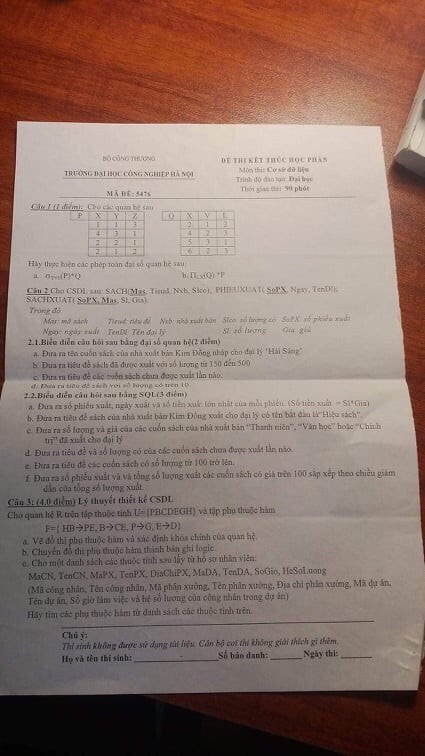 BỘ CÔNG THƯƠNG
TRƯỜNG ĐẠI HỌC CÔNG NGHIỆP HÀ NỘI
MÃ ĐỀ: 5476
ĐỀ THI KẾT THÚC HỌC PHẦN
Môn thi: Cơ sở dữ liệu
Trình độ đào tạo: Đại học
Thời gian thi: 90 phút
Câu 1 (1 điểm): Cho các quan hệ sau
P X Y Z
1 1 3
4 3 1
2 2 1
2 1 2
Q X V E
2 1 2
4 2 3
5 3 1
6 2 3
Hãy thực hiện các phép toán đại số quan hệ sau:
a. (P)*Q
b. (Q) *P
Câu 2 Cho CSDL sau: SACH(Mas, Tieud, Nxb, Slco); PHIEUXUAT( SoPX, Ngay, TenDl);
SACHXUAT( SoPX, Mas, Sl, Gia).
Trong đó
Mas: mã sách Tieud: tiêu đề Nxb: nhà xuất bản Slco số lượng có SoPX: số phiếu xuất
Ngay: ngày xuất TenDl: Tên đại lý Sl: số lượng Gia: giá
2.1.Biểu diễn câu hỏi sau bằng đại số quan hệ(2 điểm)
a. Đưa ra tên cuốn sách của nhà xuất bản Kim Đồng nhập cho đại lý 'Hải Sáng'
b. Đưa ra tiêu đề sách đã được xuất với số lượng từ 150 đến 500
c. Đưa ra tiêu đề các cuốn sách chưa được xuất lần nào.
d. Đưa ra tiêu đề sách với số lượng có trên 10.
2.2.Biểu diễn câu hỏi sau bằng SQL(3 điểm)
a. Đưa ra số phiếu xuất, ngày xuất và số tiền xuất lớn nhất của mỗi phiếu. (Số tiền xuất = Sl*Gia)
b. Đưa ra tiêu đề sách của nhà xuất bản Kim Đồng xuất cho đại lý có tên bắt đầu là"Hiệu sách".
c. Đưa ra số lượng và giá của các cuốn sách của nhà xuất bản "Thanh niên", "Văn học" hoặc "Chính
trị" đã xuất cho đại lý
d. Đưa ra tiêu đề và số lượng có của các cuốn sách chưa được xuất lần nào.
e. Đưa ra tiêu đề các cuốn sách có số lượng từ 100 trở lên.
f. Đưa ra số phiếu xuất và và tổng số lượng xuất các cuốn sách có giá trên 100 sắp xếp theo chiều giảm
dần của tổng số lượng xuất.
Câu 3: (4.0 điểm) Lý thuyết thiết kế CSDL
Cho quan hệ R trên tập thuộc tính U={PBCDEGH} và tập phụ thuộc hàm
F={ HB→PE, B→CE, P→G, E→D}
a. Vẽ đồ thị phụ thuộc hàm và xác định khóa chính của quan hệ.
b. Chuyển đồ thị phụ thuộc hàm thành bản ghi logic.
c. Cho một danh sách các thuộc tính sau lấy từ hồ sơ nhân viên:
MaCN, TenCN, MaPX, TenPX, DiaChiPX, MaDA, TenDA, SoGio, HeSoLuong
(Mã công nhân, Tên công nhân, Mã phân xưởng, Tên phân xưởng, Địa chỉ phân xưởng, Mã dự án,
Tên dự án, Số giờ làm việc và hệ số lương của công nhân trong dự án)
Hãy tìm các phụ thuộc hàm từ danh sách các thuộc tính trên.
Chú ý:
Thí sinh không được sử dụng tài liệu. Cán bộ coi thi không giải thích gì thêm.
Họ và tên thí sinh: Số báo danh: Ngày thi: